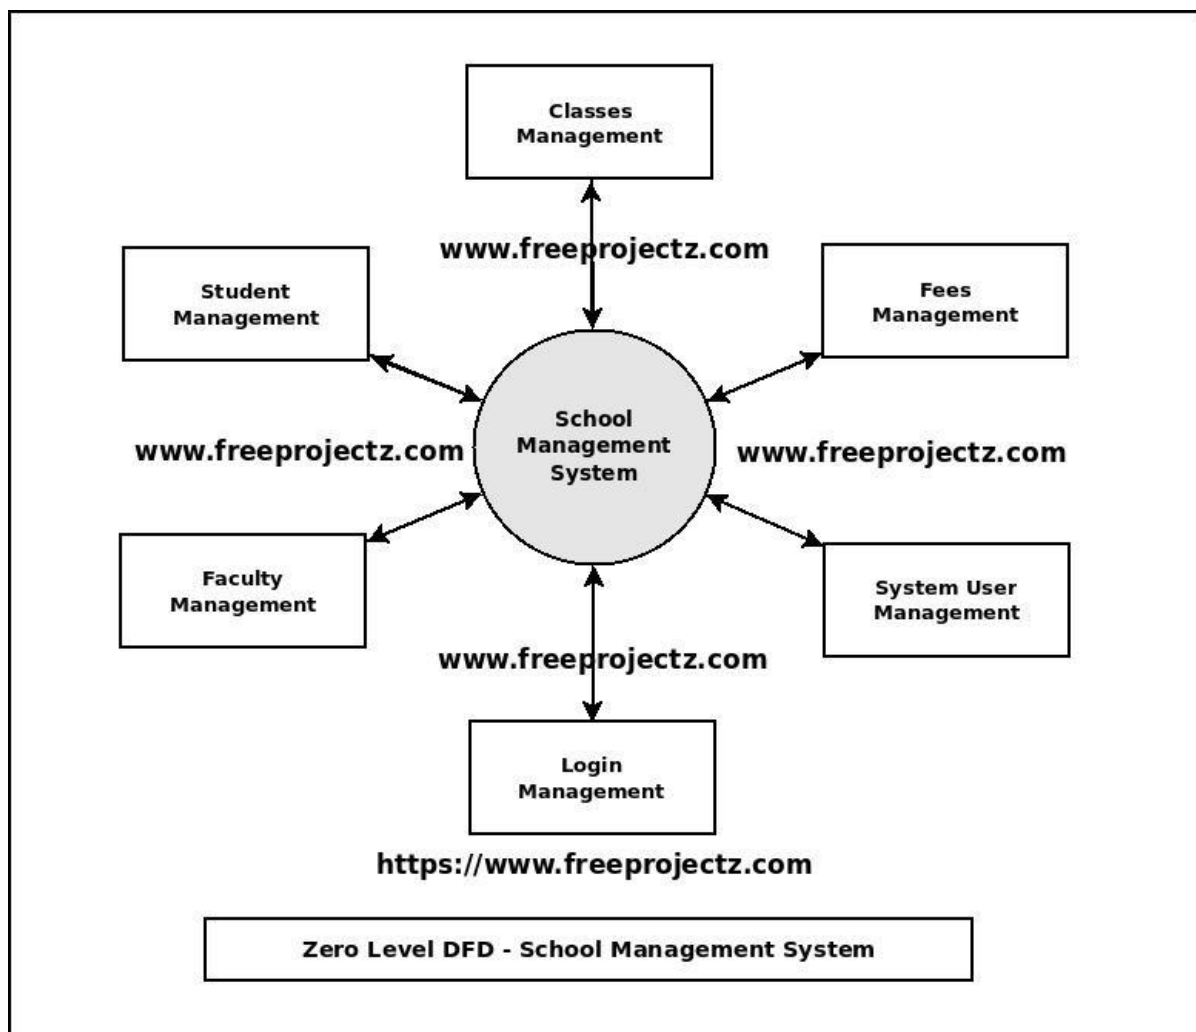 Classes
Management
www.freeprojectz.com
Student
Management
Fees
Management
School
Management
System
www.freeprojectz.com
www.freeprojectz.com
Faculty
Management
System User
Management
www.freeprojectz.com
Login
Management
https://www.freeprojectz.com
Zero Level DFD - School Management System